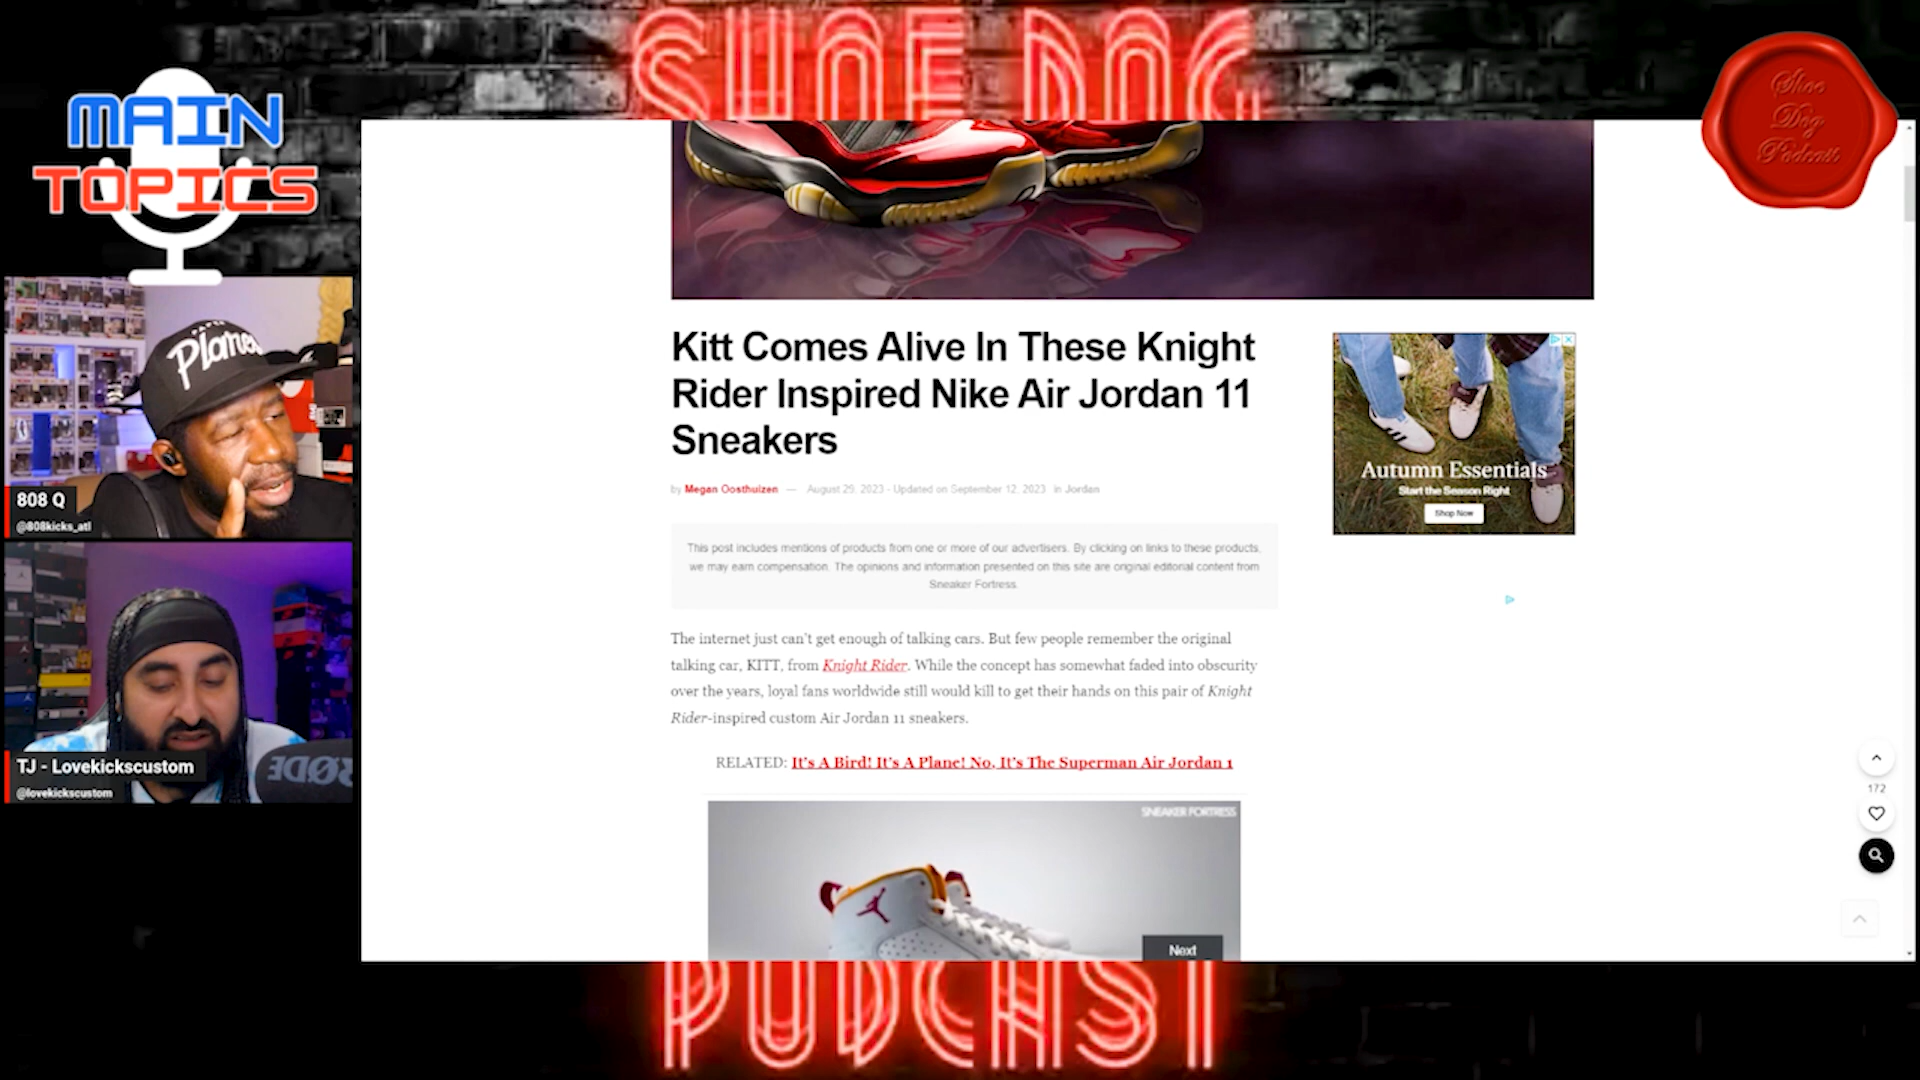 SHOE DOG
MAIN
TOPICS
Shoe
Dog
Podcast
Kitt Comes Alive In These Knight
Rider Inspired Nike Air Jordan 11
Sneakers
by Megan Oosthuizen — August 29, 2023 - Updated on September 12, 2023 in Jordan
This post includes mentions of products from one or more of our advertisers. By clicking on links to these products,
we may earn compensation. The opinions and information presented on this site are original editorial content from
Sneaker Fortress.
The internet just can't get enough of talking cars. But few people remember the original
talking car, KITT, from Knight Rider. While the concept has somewhat faded into obscurity
over the years, loyal fans worldwide still would kill to get their hands on this pair of Knight
Rider-inspired custom Air Jordan 11 sneakers.
RELATED: It's A Bird! It's A Plane! No, It's The Superman Air Jordan 1
SNEAKER FORTRESS
Next
Autumn Essentials
Start the Season Right
Shop Now
172
808 Q
@808kicks_atl
RØDE
TJ - Lovekickscustom
@lovekickscustom
PODCAST